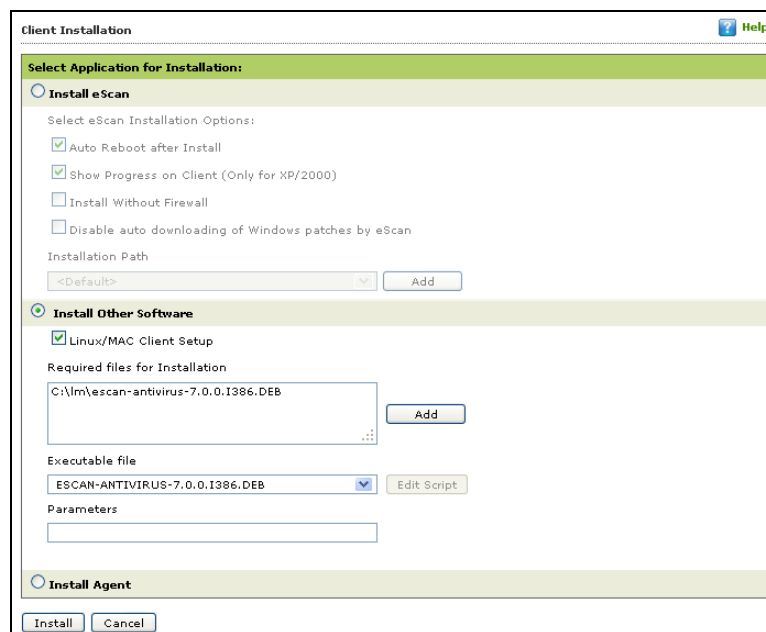 Client Installation
Help
Select Application for Installation:
Install eScan
Select eScan Installation Options:
Auto Reboot after Install
Show Progress on Client (Only for XP/2000)
Install Without Firewall
Disable auto downloading of Windows patches by eScan
Installation Path
<Default>
Add
Install Other Software
Linux/MAC Client Setup
Required files for Installation
C:\lm\escan-antivirus-7.0.0.I386.DEB
Add
Executable file
ESCAN-ANTIVIRUS-7.0.0.I386.DEB
Edit Script
Parameters
Install Agent
Install
Cancel